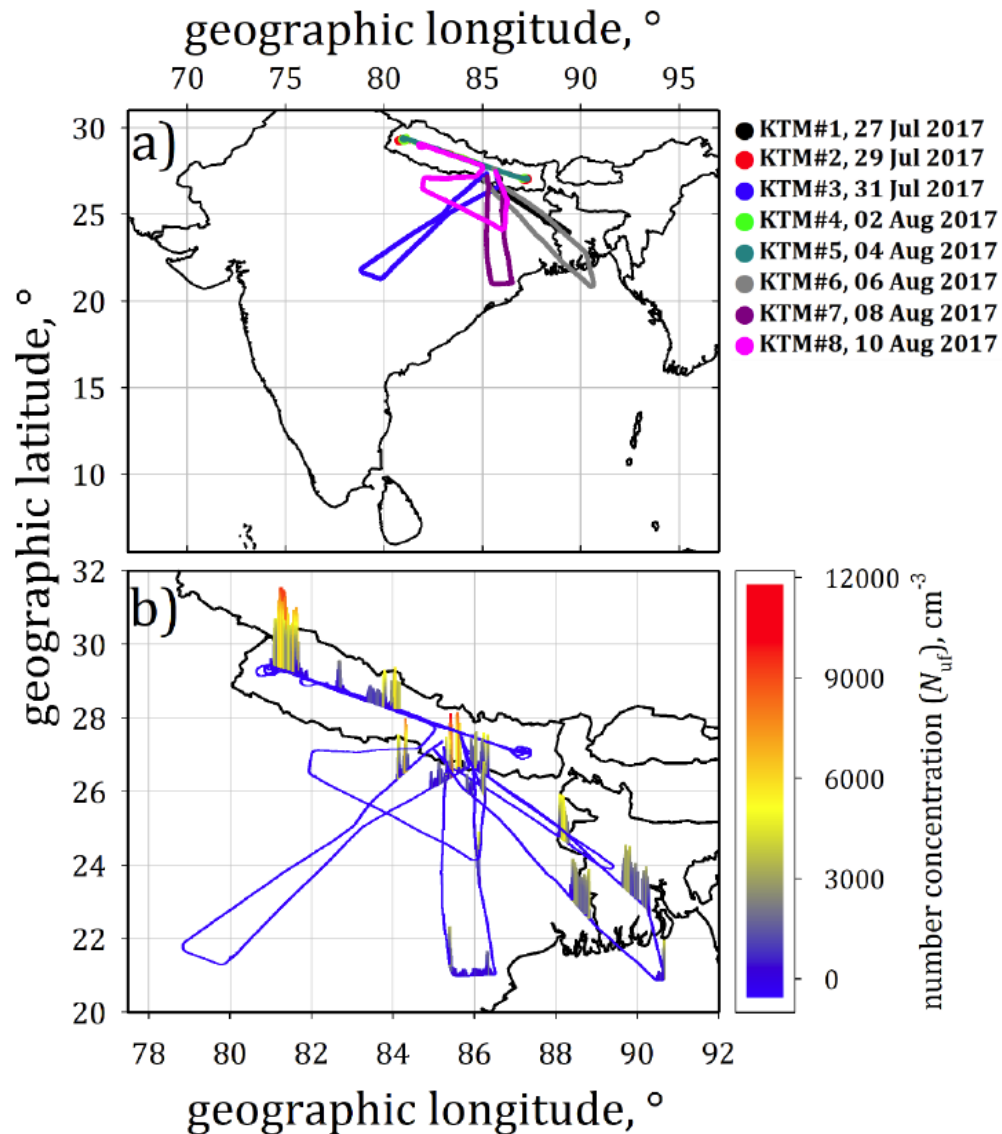 geographic longitude, °
70 75 80 85 90 95
a)
30
25
20
15
10
KTM#1, 27 Jul 2017
KTM#2, 29 Jul 2017
KTM#3, 31 Jul 2017
KTM#4, 02 Aug 2017
KTM#5, 04 Aug 2017
KTM#6, 06 Aug 2017
KTM#7, 08 Aug 2017
KTM#8, 10 Aug 2017
geographic latitude, °
b)
32
30
28
26
24
22
20
78 80 82 84 86 88 90 92
geographic longitude, °
12000
9000
6000
3000
0
number concentration (Nuf), cm-3